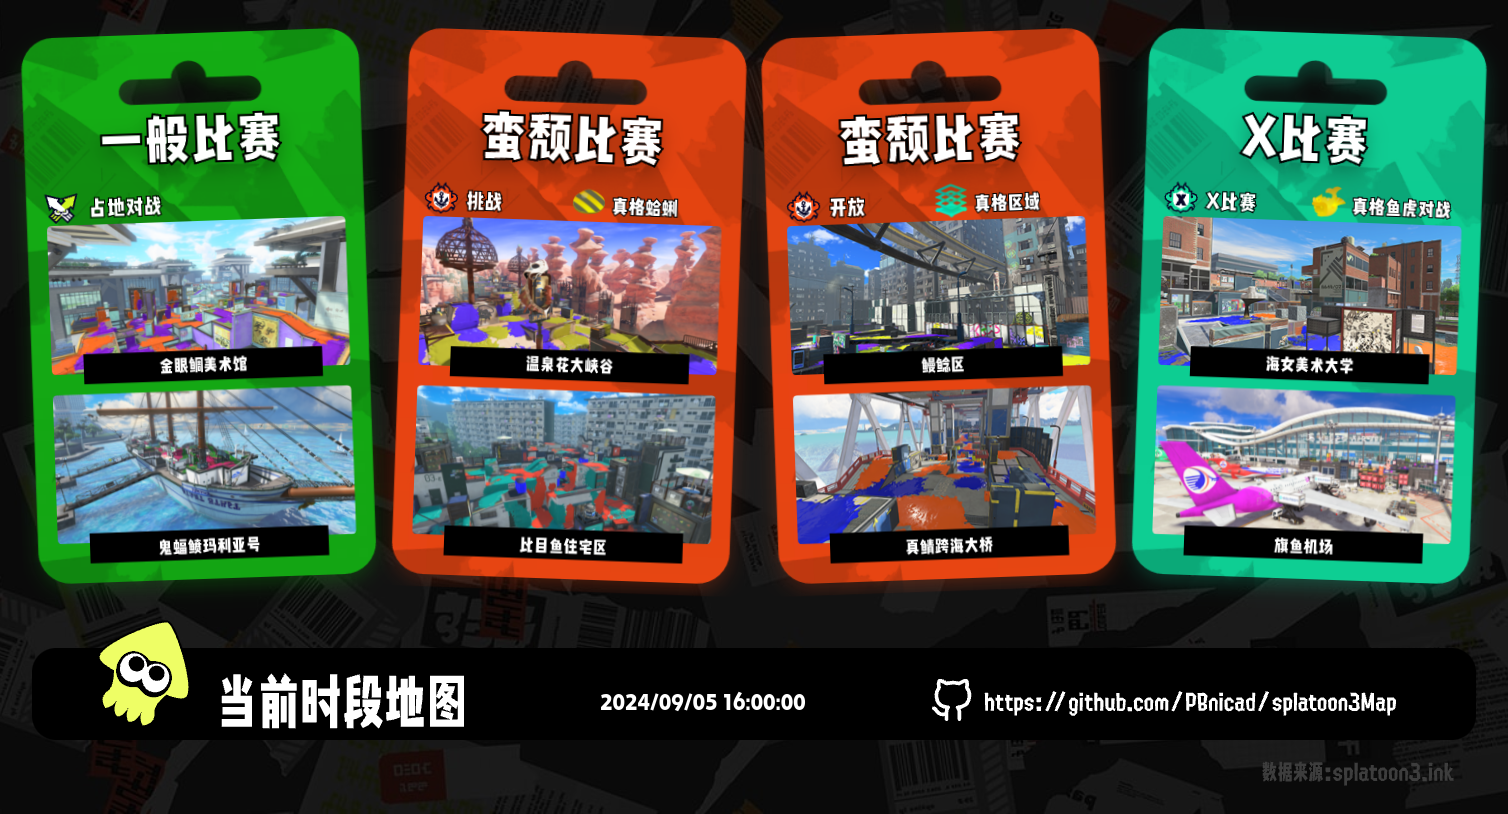 一般比赛
占地对战
金眼鲷美术馆
鬼蝠鲼玛利亚号
蛮颓比赛
挑战
真格蛤蜊
温泉花大峡谷
比目鱼住宅区
蛮颓比赛
开放
真格区域
鳗鲶区
真鲭跨海大桥
X比赛
X比赛
真格鱼虎对战
海女美术大学
旗鱼机场
当前时段地图
2024/09/05 16:00:00
https://github.com/PBnicad/splatoon3Map
数据来源:splatoon3.ink